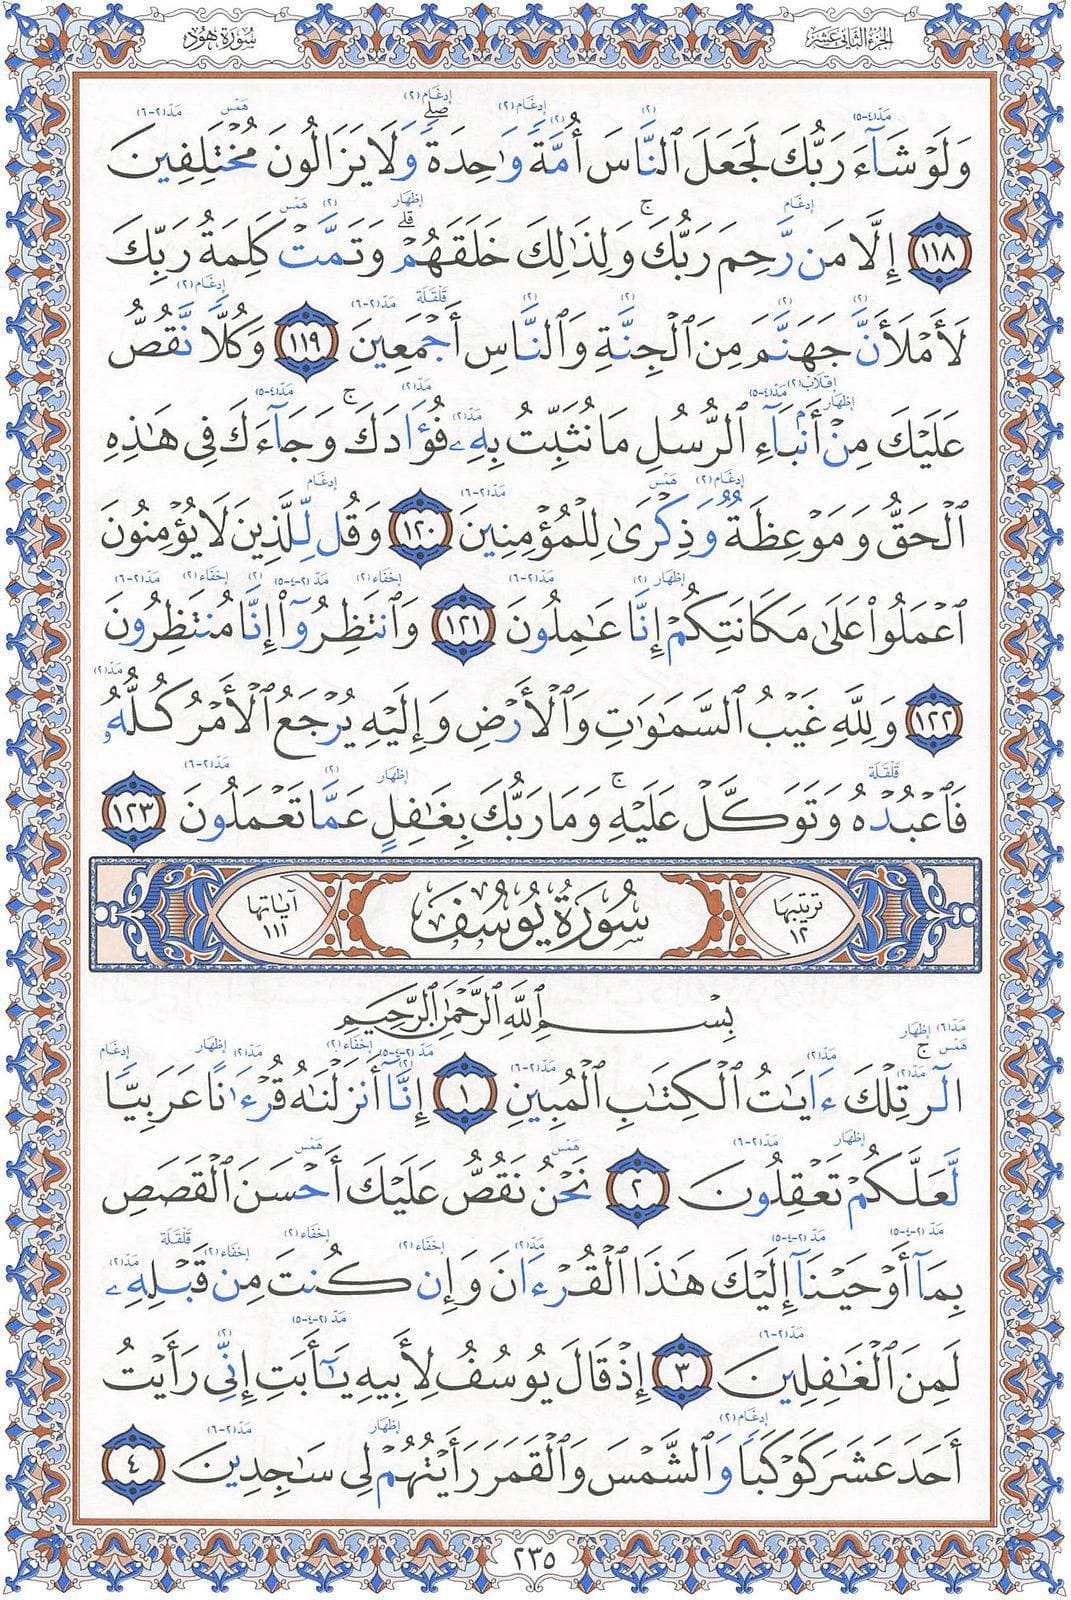 الجزء الثاني عشر
سورة هود
وَلَوْ شَآءَ رَبُّكَ لَجَعَلَ ٱلنَّاسَ أُمَّةً وَٰحِدَةً ۖ وَلَا يَزَالُونَ مُخْتَلِفِينَ
١١٨ إِلَّا مَن رَّحِمَ رَبُّكَ ۚ وَلِذَٰلِكَ خَلَقَهُمْ ۗ وَتَمَّتْ كَلِمَةُ رَبِّكَ
لَأَمْلَأَنَّ جَهَنَّمَ مِنَ ٱلْجِنَّةِ وَٱلنَّاسِ أَجْمَعِينَ ١١٩ وَكُلًّا نَّقُصُّ
عَلَيْكَ مِنْ أَنۢبَآءِ ٱلرُّسُلِ مَا نُثَبِّتُ بِهِۦ فُؤَادَكَ ۚ وَجَآءَكَ فِى هَٰذِهِ
ٱلْحَقُّ وَمَوْعِظَةٌ وَذِكْرَىٰ لِلْمُؤْمِنِينَ ١٢٠ وَقُل لِّلَّذِينَ لَا يُؤْمِنُونَ
ٱعْمَلُوا۟ عَلَىٰ مَكَانَتِكُمْ إِنَّا عَٰمِلُونَ ١٢١ وَٱنتَظِرُوٓا۟ إِنَّا مُنتَظِرُونَ
١٢٢ وَلِلَّهِ غَيْبُ ٱلسَّمَٰوَٰتِ وَٱلْأَرْضِ وَإِلَيْهِ يُرْجَعُ ٱلْأَمْرُ كُلُّهُۥ
فَٱعْبُدْهُ وَتَوَكَّلْ عَلَيْهِ ۚ وَمَا رَبُّكَ بِغَٰفِلٍ عَمَّا تَعْمَلُونَ ١٢٣
ترتيبها ١٢ سُورَةُ يُوسُفَ آياتها ١١١
بِسْمِ ٱللَّهِ ٱلرَّحْمَٰنِ ٱلرَّحِيمِ
الٓر ۚ تِلْكَ ءَايَٰتُ ٱلْكِتَٰبِ ٱلْمُبِينِ ١ إِنَّآ أَنزَلْنَٰهُ قُرْءَٰنًا عَرَبِيًّا
لَّعَلَّكُمْ تَعْقِلُونَ ٢ نَحْنُ نَقُصُّ عَلَيْكَ أَحْسَنَ ٱلْقَصَصِ
بِمَآ أَوْحَيْنَآ إِلَيْكَ هَٰذَا ٱلْقُرْءَانَ وَإِن كُنتَ مِن قَبْلِهِۦ
لَمِنَ ٱلْغَٰفِلِينَ ٣ إِذْ قَالَ يُوسُفُ لِأَبِيهِ يَٰٓأَبَتِ إِنِّى رَأَيْتُ
أَحَدَ عَشَرَ كَوْكَبًا وَٱلشَّمْسَ وَٱلْقَمَرَ رَأَيْتُهُمْ لِى سَٰجِدِينَ ٤
٢٣٥